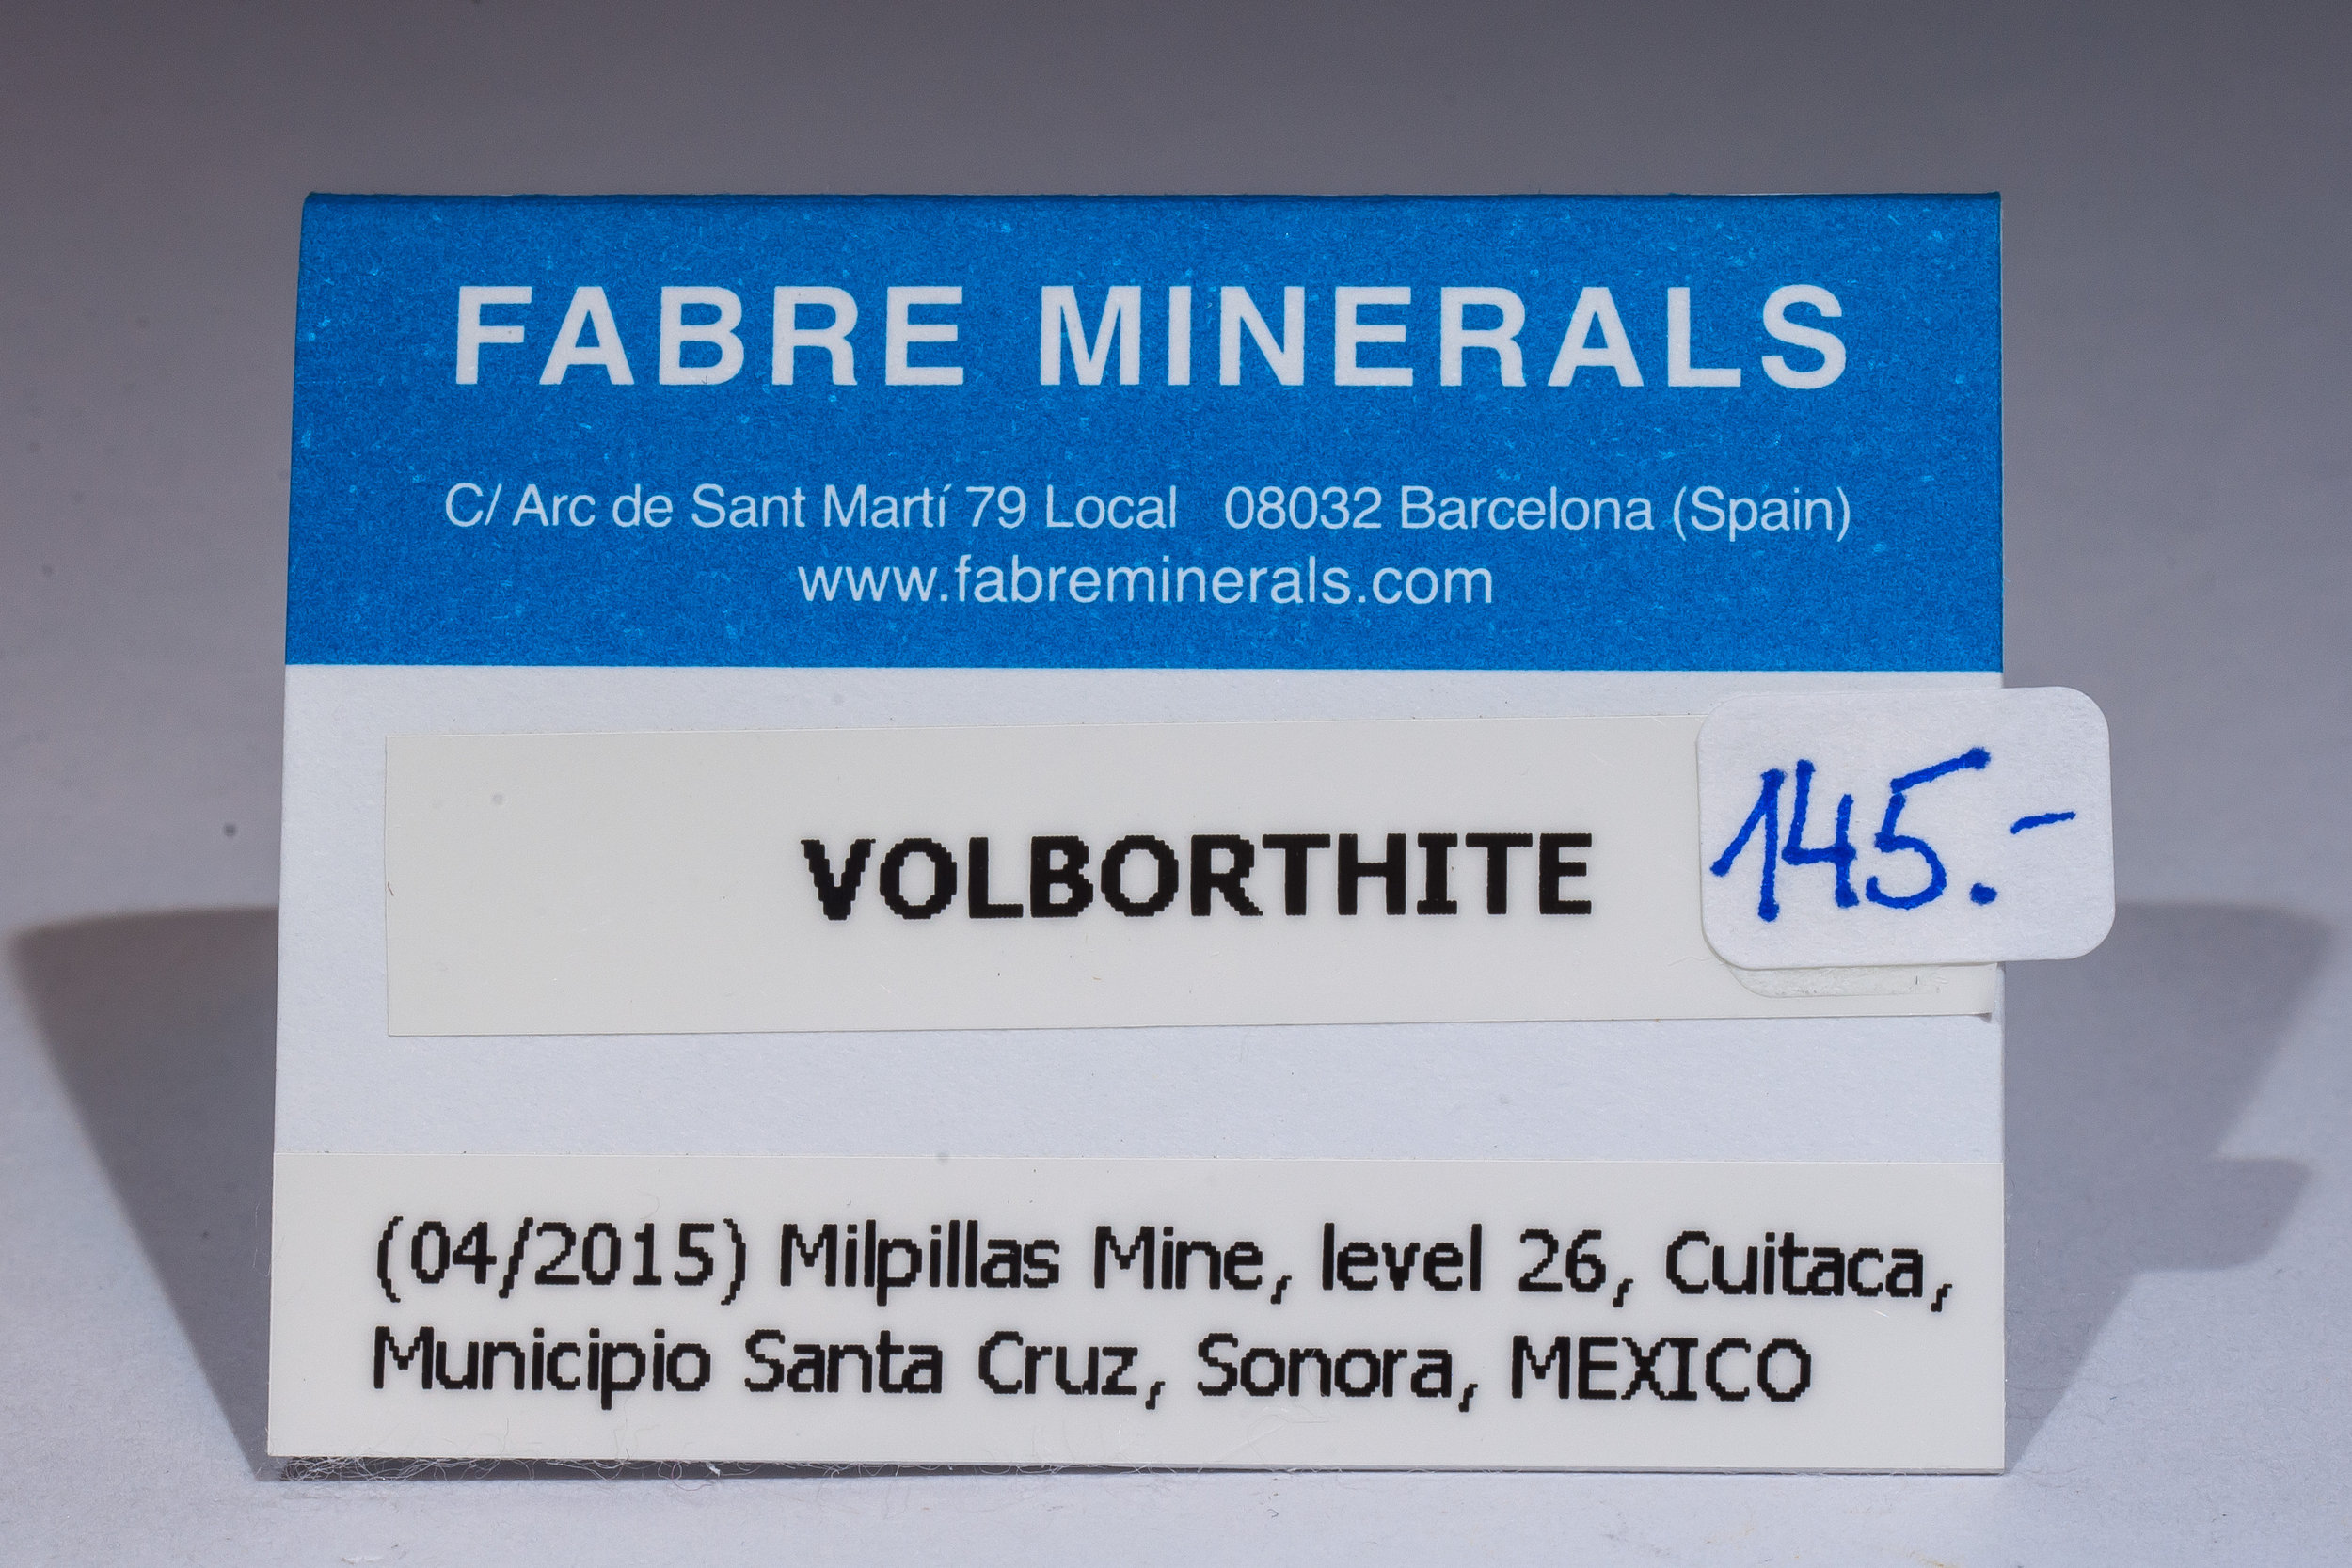 FABRE MINERALS
C/ Arc de Sant Martí 79 Local 08032 Barcelona (Spain)
www.fabreminerals.com
VOLBORTHITE
145.-
(04/2015) Milpillas Mine, level 26, Cuitaca,
Municipio Santa Cruz, Sonora, MEXICO